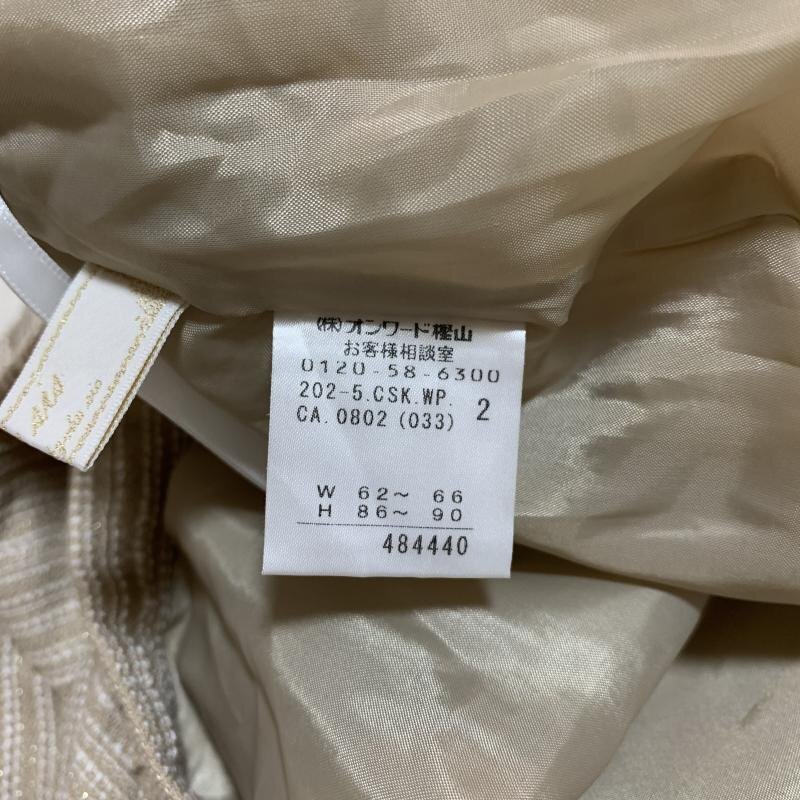 (株)オンワード樫山
お客様相談室
0120-58-6300
202-5.CSK.WP.
CA.0802(033)
2
W 62～ 66
H 86～ 90
484440